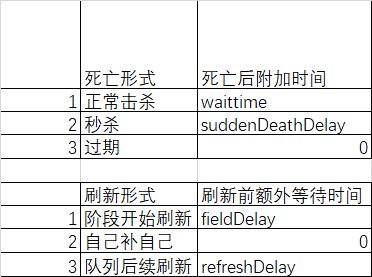 死亡形式 死亡后附加时间
1 正常击杀 waittime
2 秒杀 suddenDeathDelay
3 过期 0
刷新形式 刷新前额外等待时间
1 阶段开始刷新 fieldDelay
2 自己补自己 0
3 队列后续刷新 refreshDelay